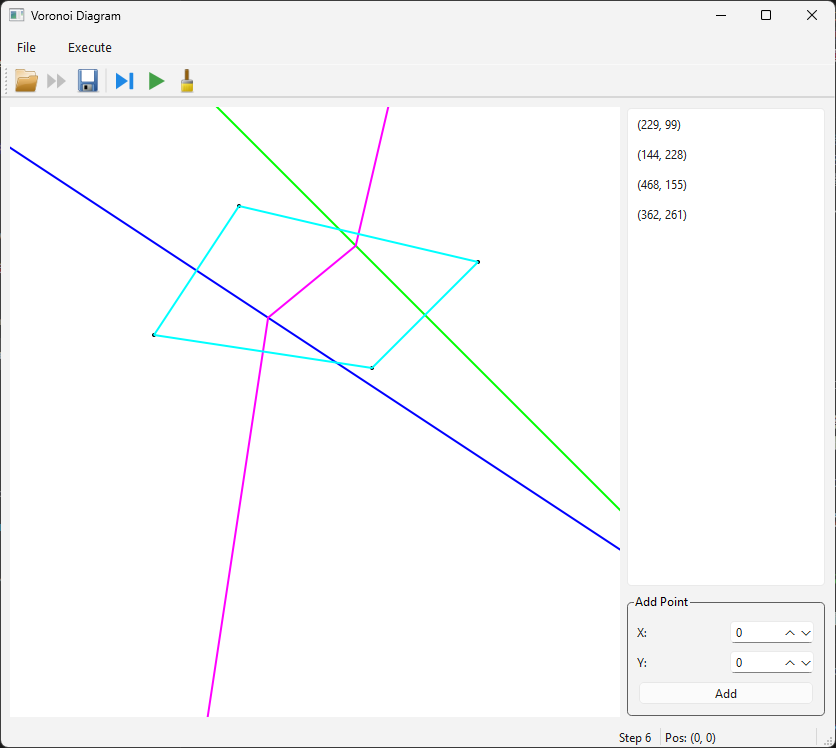 Voronoi Diagram
File Execute
(229, 99)
(144, 228)
(468, 155)
(362, 261)
Add Point
X: 0
Y: 0
Add
Step 6 Pos: (0, 0)